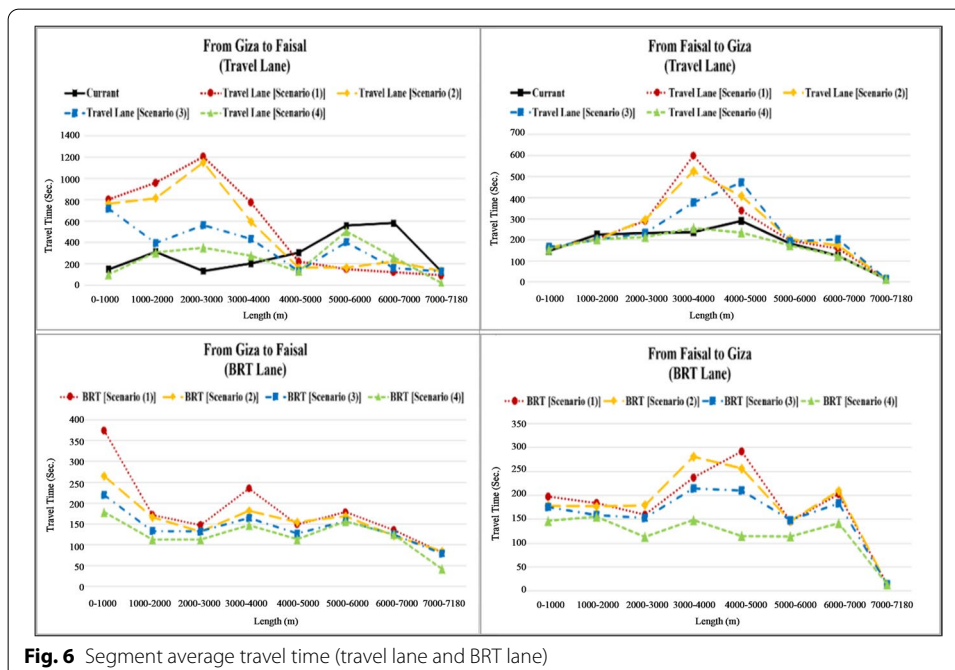 From Giza to Faisal
(Travel Lane)
Currant
Travel Lane [Scenario (1)]
Travel Lane [Scenario (2)]
Travel Lane [Scenario (3)]
Travel Lane [Scenario (4)]
Travel Time (Sec.)
1400
1200
1000
800
600
400
200
0
0-1000 1000-2000 2000-3000 3000-4000 4000-5000 5000-6000 6000-7000 7000-7180
Length (m)
From Faisal to Giza
(Travel Lane)
Currant
Travel Lane [Scenario (1)]
Travel Lane [Scenario (2)]
Travel Lane [Scenario (3)]
Travel Lane [Scenario (4)]
Travel Time (Sec.)
700
600
500
400
300
200
100
0
0-1000 1000-2000 2000-3000 3000-4000 4000-5000 5000-6000 6000-7000 7000-7180
Length (m)
From Giza to Faisal
(BRT Lane)
BRT [Scenario (1)] BRT [Scenario (2)] BRT [Scenario (3)] BRT [Scenario (4)]
Travel Time (Sec.)
400
350
300
250
200
150
100
50
0
0-1000 1000-2000 2000-3000 3000-4000 4000-5000 5000-6000 6000-7000 7000-7180
Length (m)
From Faisal to Giza
(BRT Lane)
BRT [Scenario (1)] BRT [Scenario (2)] BRT [Scenario (3)] BRT [Scenario (4)]
Travel Time (Sec.)
350
300
250
200
150
100
50
0
0-1000 1000-2000 2000-3000 3000-4000 4000-5000 5000-6000 6000-7000 7000-7180
Length (m)
Fig. 6 Segment average travel time (travel lane and BRT lane)